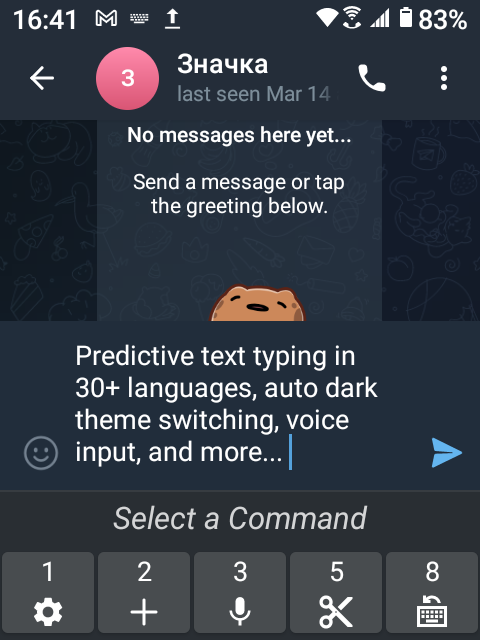 16:41 83%
3
Значка
last seen Mar 14
No messages here yet...
Send a message or tap
the greeting below.
Predictive text typing in
30+ languages, auto dark
theme switching, voice
input, and more...
Select a Command
1 2 3 5 8